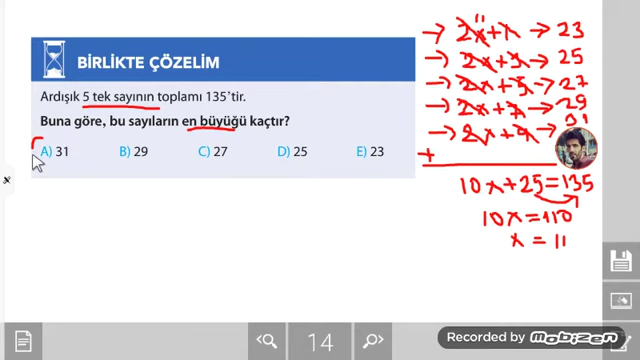 BİRLİKTE ÇÖZELİM
Ardışık 5 tek sayının toplamı 135'tir.
Buna göre, bu sayıların en büyüğü kaçtır?
A) 31 B) 29 C) 27 D) 25 E) 23
→ 2x+1 → 23
11
→ 2x+3 → 25
→ 2x+5 → 27
→ 2x+7 → 29
→ 2x+9 → 31
+
10x+25=135
10x=110
x = 11
x
14
Recorded by mobizen